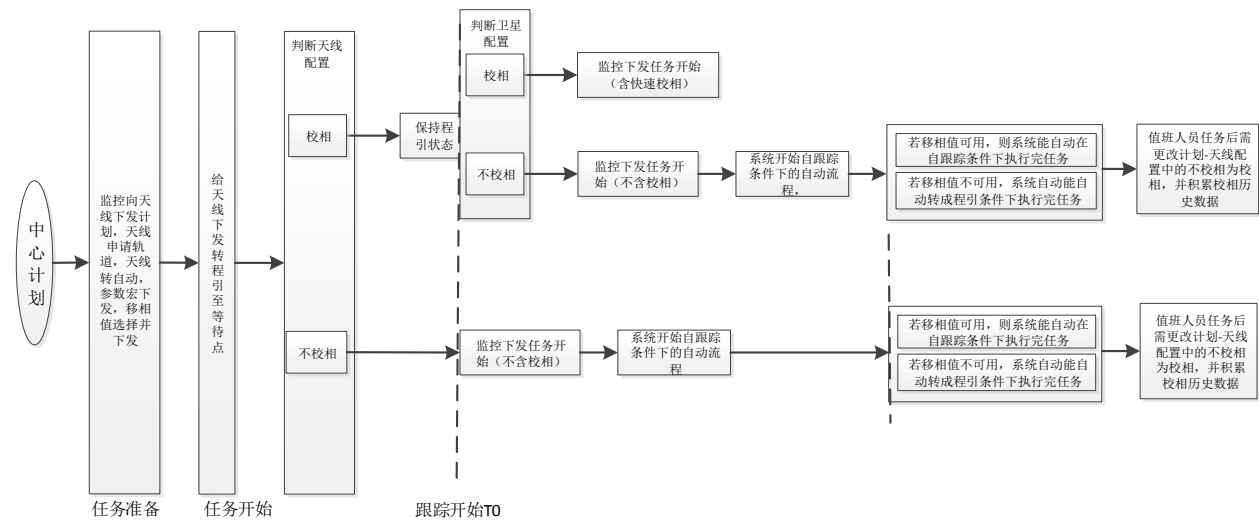 中心计划
监控向天
线下发计
划，天线
申请轨
道，天线
转自动，
参数宏下
发，移相
值选择并
下发
给天线下发转程引至等待点
判断天线
配置
校相
不校相
保持程
引状态
判断卫星
配置
校相
不校相
监控下发任务开始
（含快速校相）
监控下发任务开
始（不含校相）
系统开始自跟踪
条件下的自动流
程，
若移相值可用，则系统能自动在
自跟踪条件下执行完任务
若移相值不可用，系统自动能自
动转成程引条件下执行完任务
值班人员任务后需
更改计划-天线配
置中的不校相为校
相，并积累校相历
史数据
监控下发任务开
始（不含校相）
系统开始自跟踪
条件下的自动流
程
若移相值可用，则系统能自动在
自跟踪条件下执行完任务
若移相值不可用，系统自动能自
动转成程引条件下执行完任务
值班人员任务后
需更改计划-天线
配置中的不校相
为校相，并积累
校相历史数据
任务准备
任务开始
跟踪开始T0